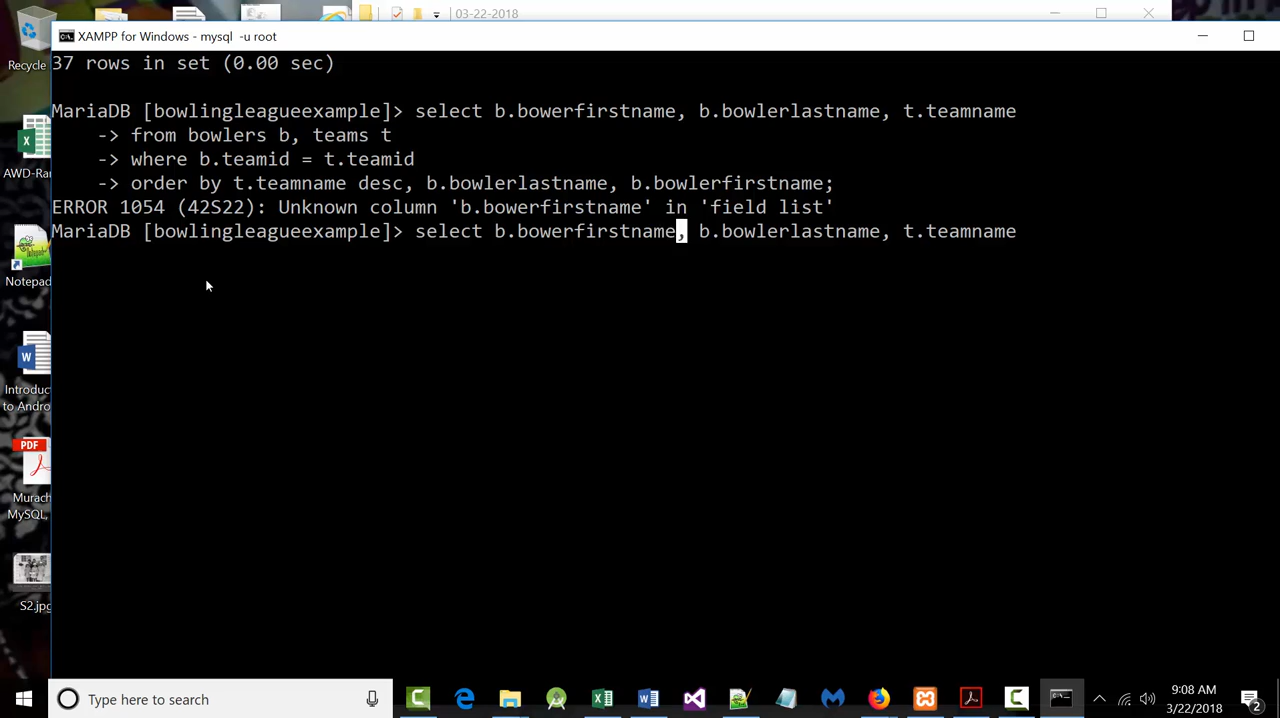 03-22-2018
XAMPP for Windows - mysql  -u root
Recycle
37 rows in set (0.00 sec)
MariaDB [bowlingleagueexample]> select b.bowerfirstname, b.bowlerlastname, t.teamname
-> from bowlers b, teams t
-> where b.teamid = t.teamid
AWD-Ran
-> order by t.teamname desc, b.bowlerlastname, b.bowlerfirstname;
ERROR 1054 (42S22): Unknown column 'b.bowerfirstname' in 'field list'
MariaDB [bowlingleagueexample]> select b.bowerfirstname, b.bowlerlastname, t.teamname
Notepad
Introduc
to Andro
PDF
Murach
MySQL,
S2.jpg
Type here to search
9:08 AM
3/22/2018
2